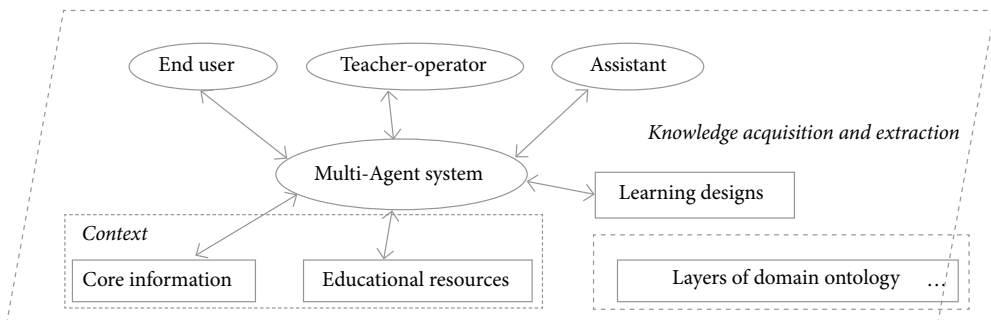 End user
Teacher-operator
Assistant
Knowledge acquisition and extraction
Multi-Agent system
Learning designs
Context
Core information
Educational resources
Layers of domain ontology ...